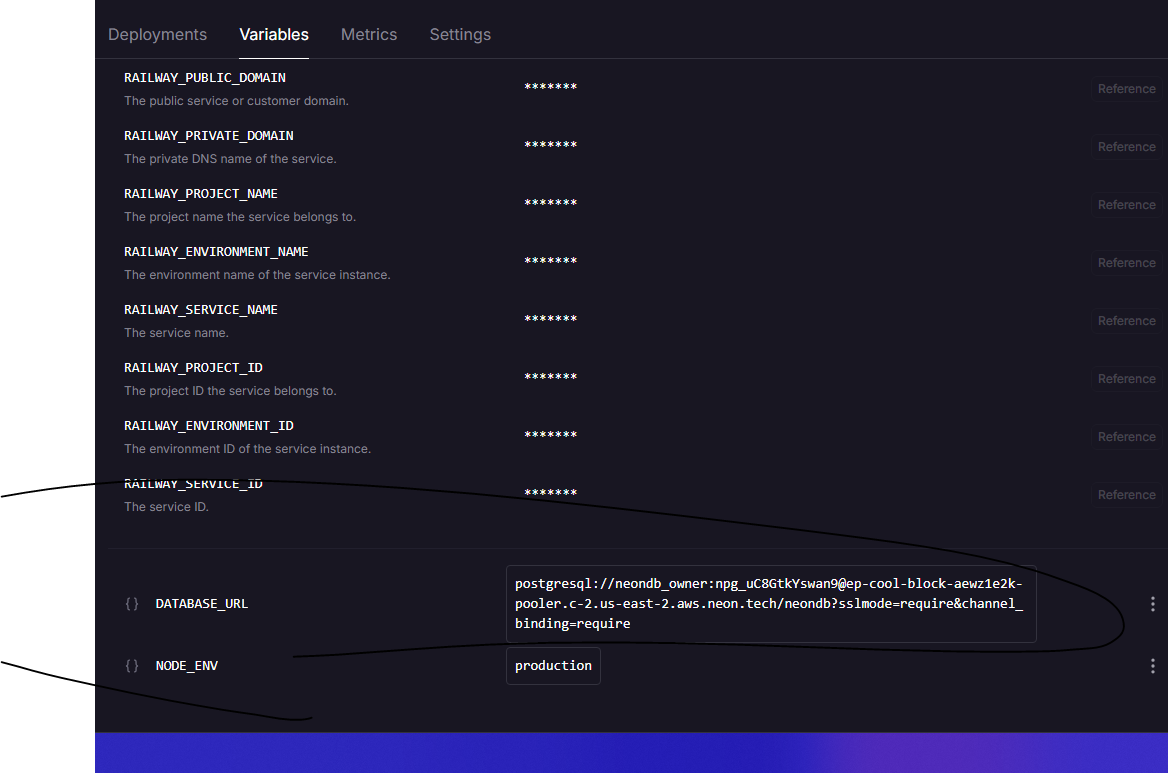 Deployments Variables Metrics Settings
RAILWAY_PUBLIC_DOMAIN
The public service or customer domain.
*******
Reference
RAILWAY_PRIVATE_DOMAIN
The private DNS name of the service.
*******
Reference
RAILWAY_PROJECT_NAME
The project name the service belongs to.
*******
Reference
RAILWAY_ENVIRONMENT_NAME
The environment name of the service instance.
*******
Reference
RAILWAY_SERVICE_NAME
The service name.
*******
Reference
RAILWAY_PROJECT_ID
The project ID the service belongs to.
*******
Reference
RAILWAY_ENVIRONMENT_ID
The environment ID of the service instance.
*******
Reference
RAILWAY_SERVICE_ID
The service ID.
*******
Reference
{} DATABASE_URL
postgresql://neondb_owner:npg_uC8GtkYswan9@ep-cool-block-aewz1e2k-
pooler.c-2.us-east-2.aws.neon.tech/neondb?sslmode=require&channel_
binding=require
{} NODE_ENV
production